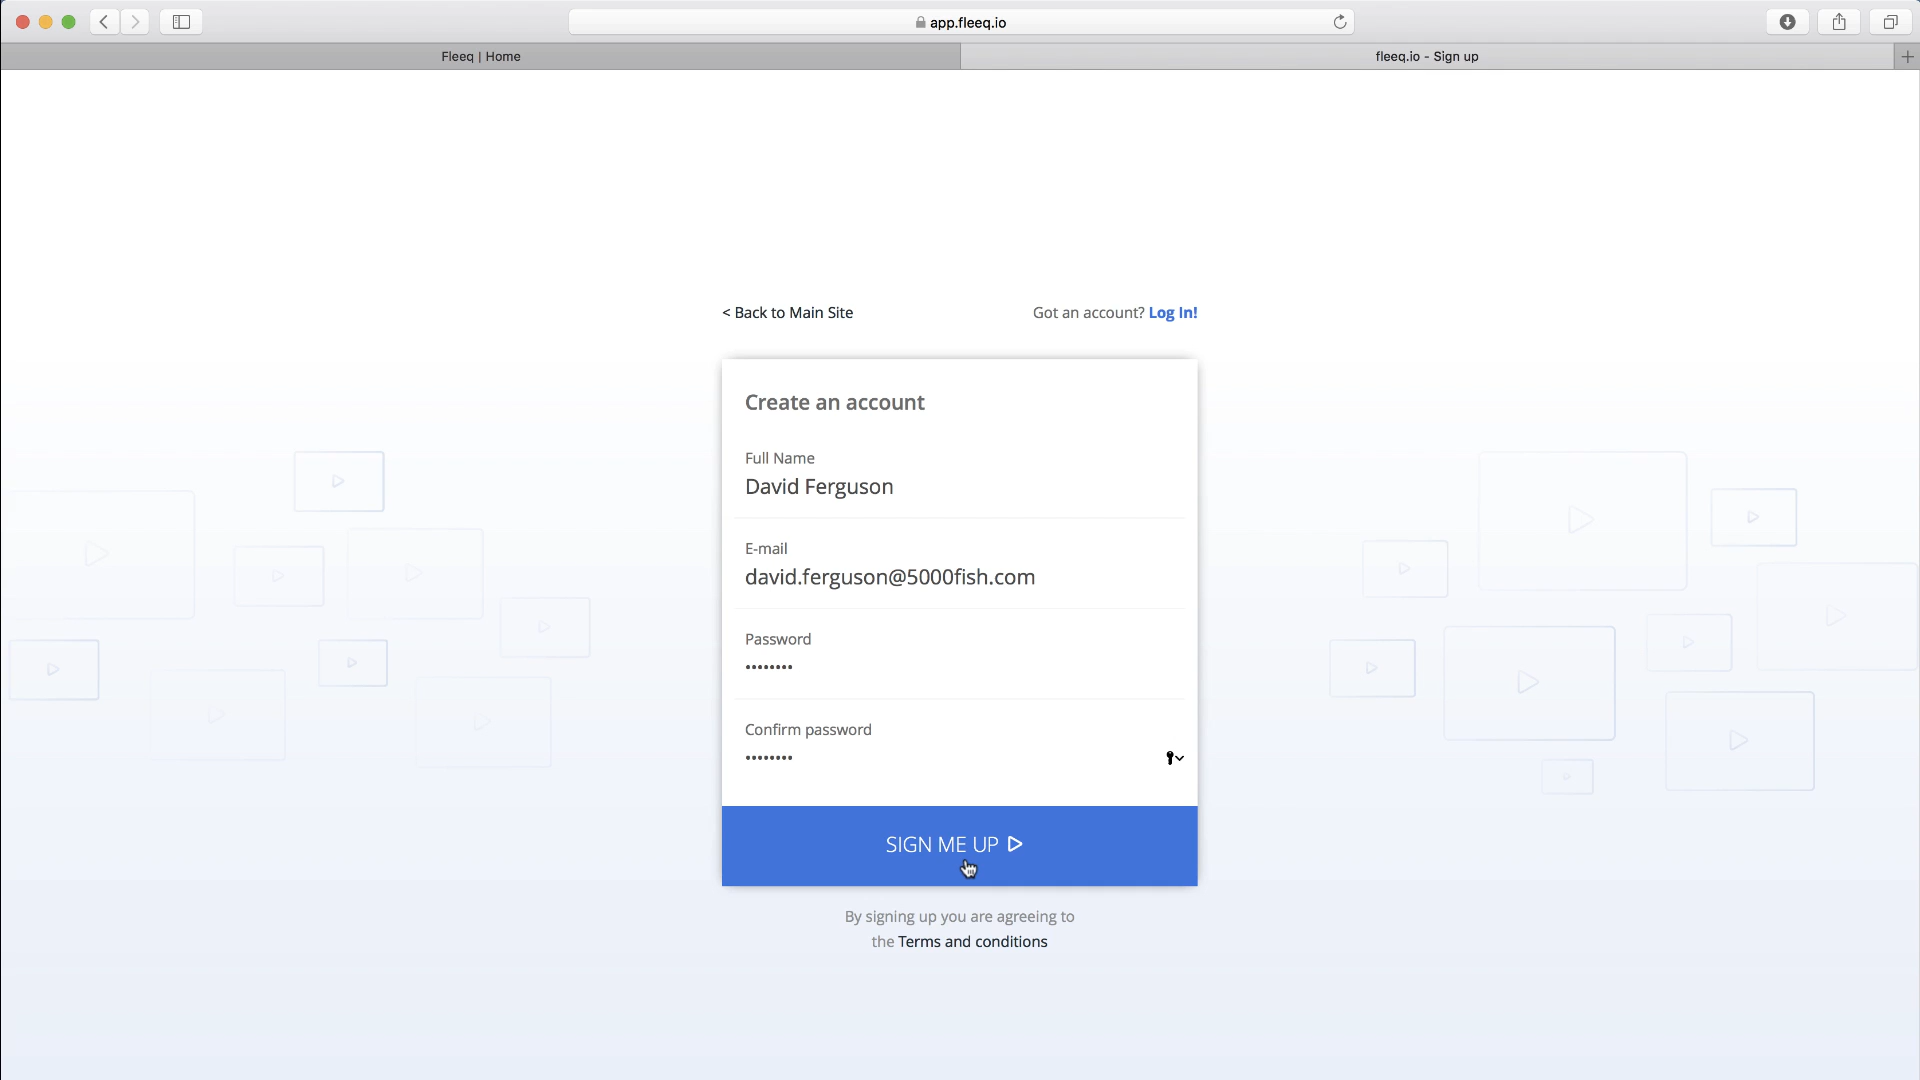 app.fleeq.io
Fleeq | Home
fleeq.io - Sign up
< Back to Main Site
Got an account? Log In!
Create an account
Full Name
David Ferguson
E-mail
david.ferguson@5000fish.com
Password
••••••••
Confirm password
••••••••
SIGN ME UP
By signing up you are agreeing to
the Terms and conditions